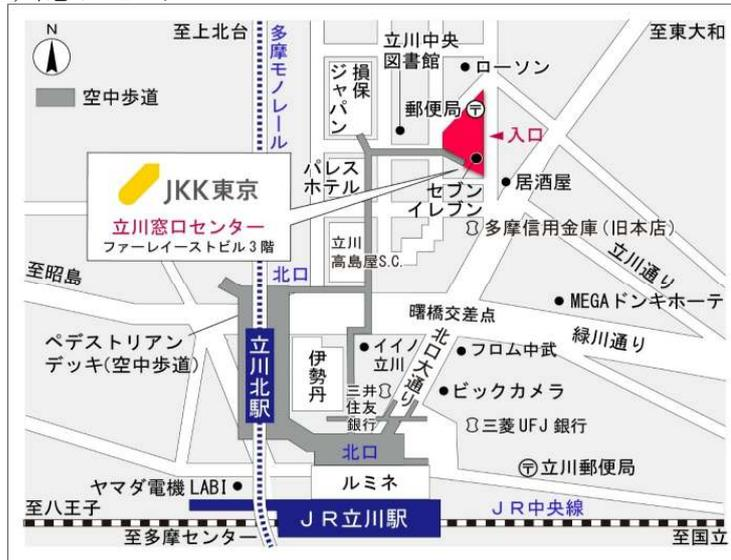 N
空中歩道
至上北台
多摩モノレール
損保
ジャパン
立川中央
図書館
ローソン
至東大和
郵便局〒
入口
JKK東京
立川窓口センター
ファーレイーストビル3階
パレス
ホテル
セブン
イレブン
居酒屋
多摩信用金庫(旧本店)
立川
高島屋S.C.
立川通り
至昭島
北口
MEGAドンキホーテ
曙橋交差点
緑川通り
ペデストリアン
デッキ(空中歩道)
立川北駅
伊勢丹
イイノ
立川
北口大通り
フロム中武
三井
住友
銀行
ビックカメラ
三菱UFJ銀行
北口
〒立川郵便局
ヤマダ電機LABI
ルミネ
至八王子
JR立川駅
JR中央線
至多摩センター
至国立